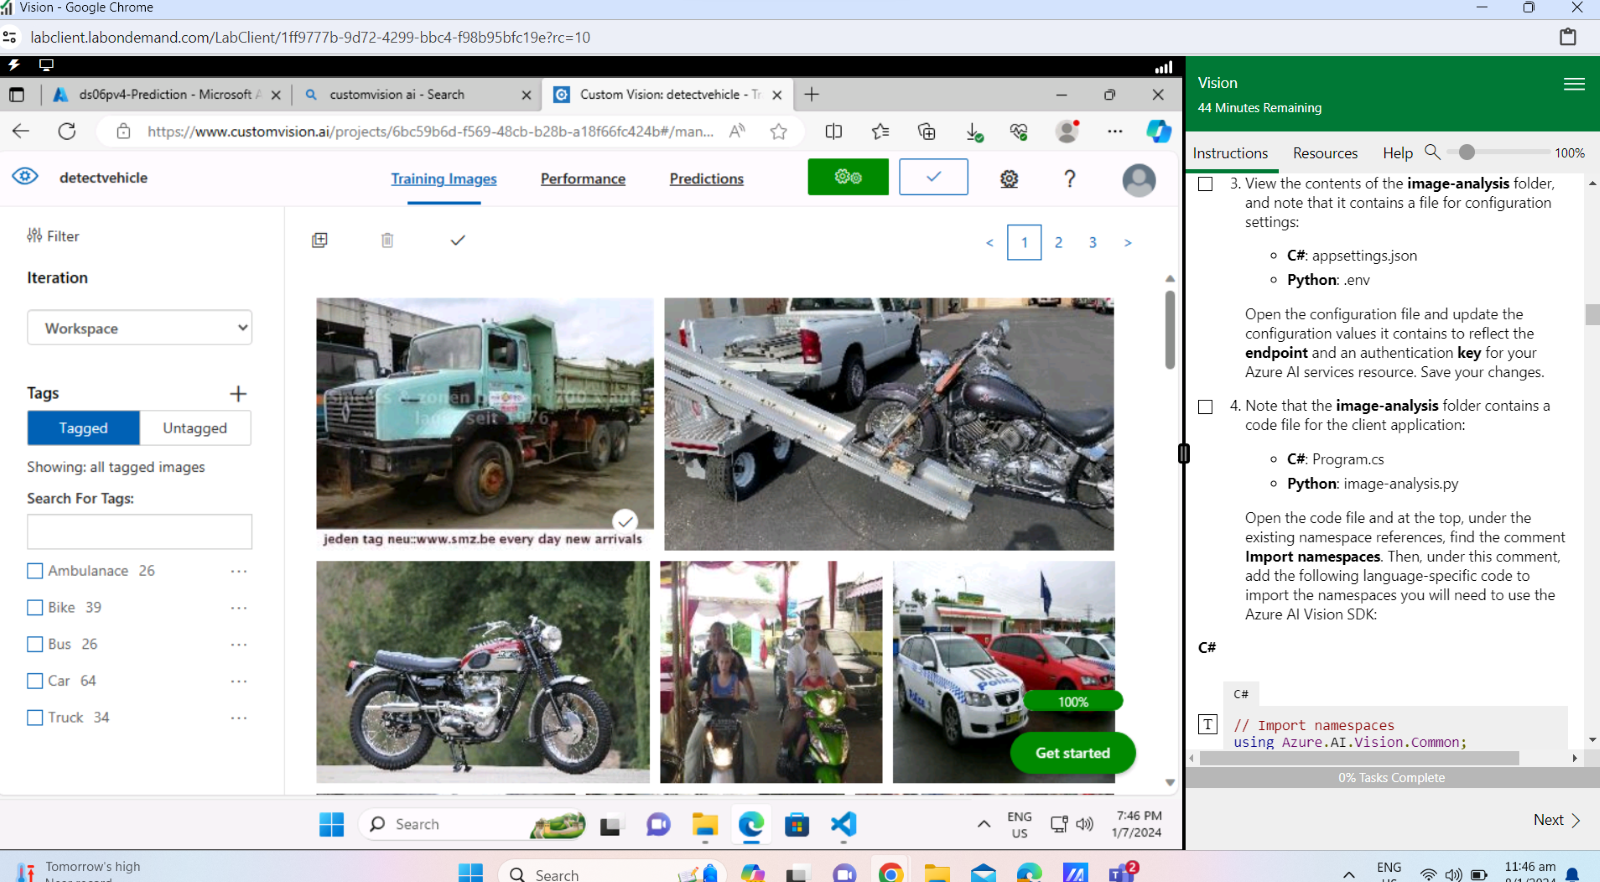 Vision - Google Chrome
labclient.labondemand.com/LabClient/1ff9777b-9d72-4299-bbc4-f98b95bfc19e?rc=10
ds06pv4-Prediction - Microsoft A
customvision ai - Search
Custom Vision: detectvehicle - Tr
https://www.customvision.ai/projects/6bc59b6d-f569-48cb-b28b-a18f66fc424b#/man...
detectvehicle
Training Images
Performance
Predictions
Filter
Iteration
Workspace
Tags
Tagged
Untagged
Showing: all tagged images
Search For Tags:
Ambulanace 26
Bike 39
Bus 26
Car 64
Truck 34
< 1 2 3 >
jeden tag neu::www.smz.be every day new arrivals
Police
100%
Get started
Search
ENG
US
7:46 PM
1/7/2024
Vision
44 Minutes Remaining
Instructions
Resources
Help
100%
3. View the contents of the image-analysis folder,
and note that it contains a file for configuration
settings:
C#: appsettings.json
Python: .env
Open the configuration file and update the
configuration values it contains to reflect the
endpoint and an authentication key for your
Azure AI services resource. Save your changes.
4. Note that the image-analysis folder contains a
code file for the client application:
C#: Program.cs
Python: image-analysis.py
Open the code file and at the top, under the
existing namespace references, find the comment
Import namespaces. Then, under this comment,
add the following language-specific code to
import the namespaces you will need to use the
Azure AI Vision SDK:
C#
C#
T
// Import namespaces
using Azure.AI.Vision.Common;
0% Tasks Complete
Next
Tomorrow's high
Search
2
ENG
11:46 am